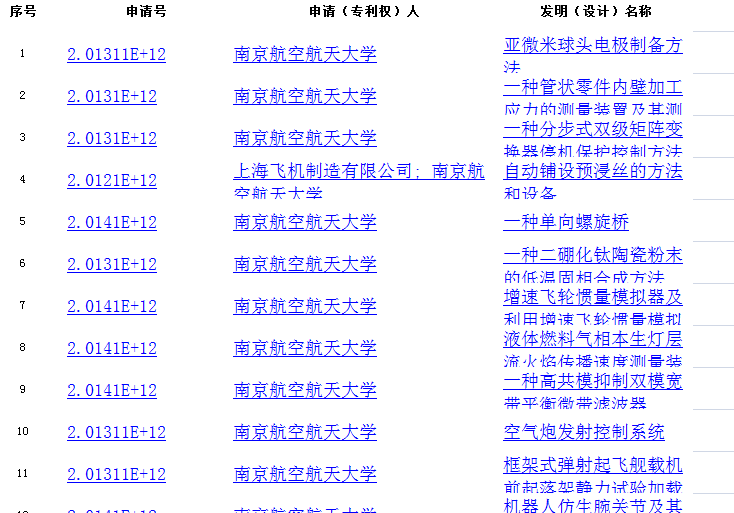 序号 申请号 申请（专利权）人 发明（设计）名称
1 2.01311E+12 南京航空航天大学 亚微米球头电极制备方
法
2 2.0131E+12 南京航空航天大学 一种管状零件内壁加工
应力的测量装置及其测
3 2.0131E+12 南京航空航天大学 一种分步式双级矩阵变
换器停机保护控制方法
4 2.0121E+12 上海飞机制造有限公司; 南京航 自动铺设预浸丝的方法
空航天大学 和设备
5 2.0141E+12 南京航空航天大学 一种单向螺旋桥
6 2.0131E+12 南京航空航天大学 一种二硼化钛陶瓷粉末
的低温固相合成方法
7 2.0141E+12 南京航空航天大学 增速飞轮惯量模拟器及
利用增速飞轮惯量模拟
8 2.0141E+12 南京航空航天大学 液体燃料气相本生灯层
流火焰传播速度测量装
9 2.0141E+12 南京航空航天大学 一种高共模抑制双模宽
带平衡微带滤波器
10 2.01311E+12 南京航空航天大学 空气炮发射控制系统
11 2.01311E+12 南京航空航天大学 框架式弹射起飞舰载机
前起落架静力试验加载
12 2.0141E+12 南京航空航天大学 机器人仿生腕关节及其